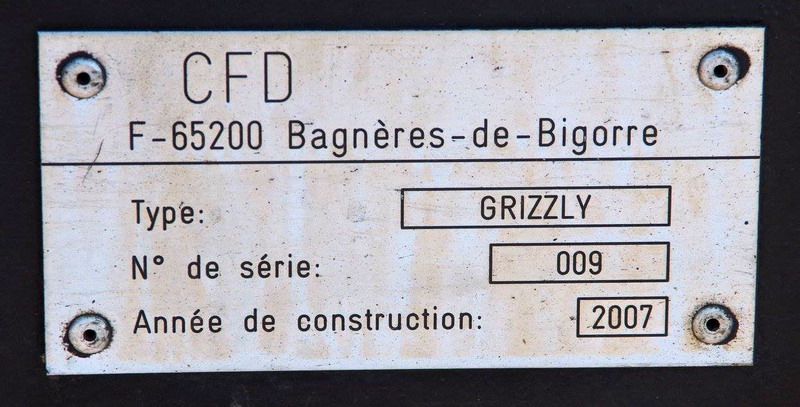 CFD
F-65200 Bagnères-de-Bigorre
Type: GRIZZLY
N° de série: 009
Année de construction: 2007